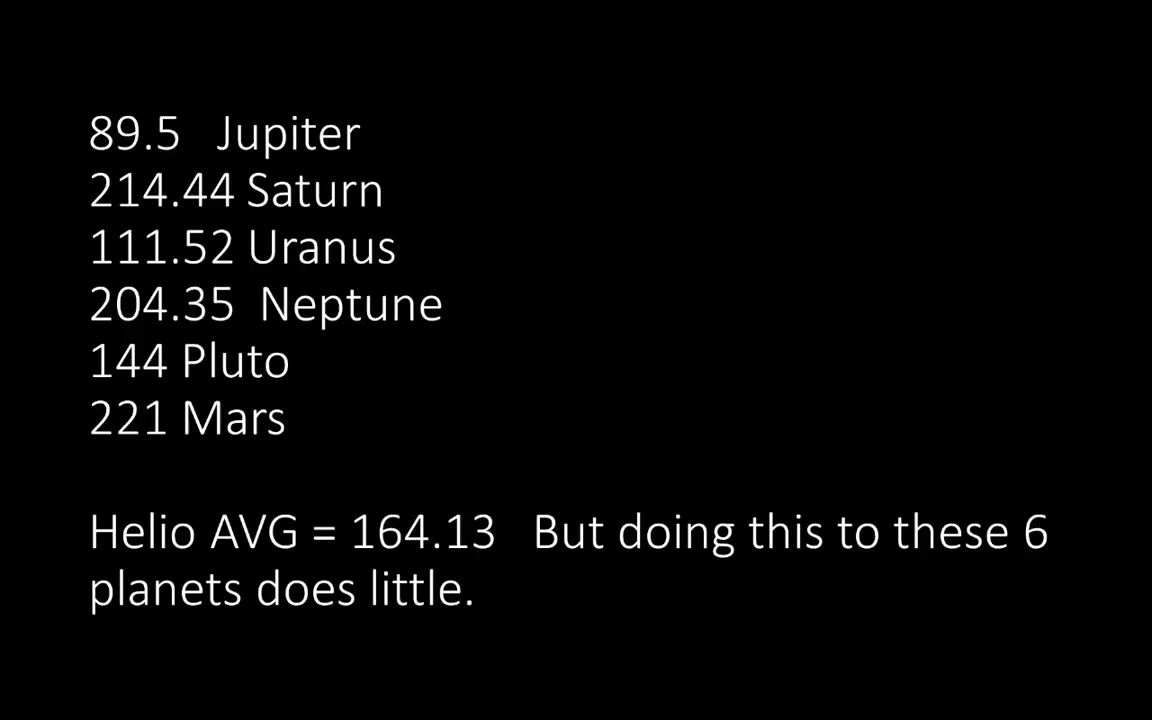 89.5   Jupiter
214.44 Saturn
111.52 Uranus
204.35  Neptune
144 Pluto
221 Mars
Helio AVG = 164.13   But doing this to these 6
planets does little.